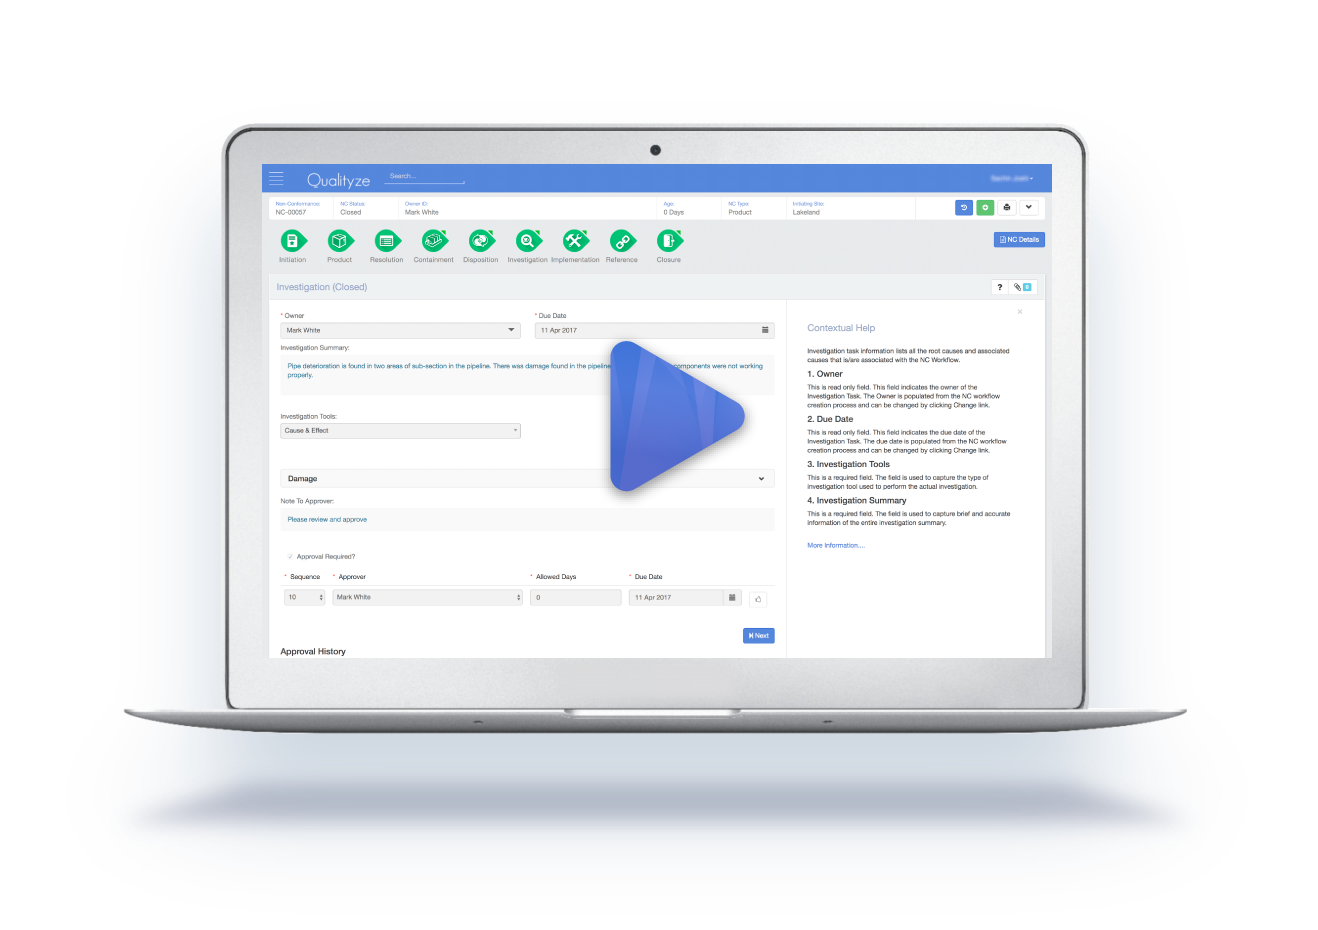 Qualityze
Search...
Non-Conformance: NC Status: Owner ID: Age: NC Type: Initiating Site:
NC-00057 Closed Mark White 0 Days Product Lakeland
NC Details
Initiation Product Resolution Containment Disposition Investigation Implementation Reference Closure
Investigation (Closed)
? 0
* Owner * Due Date
Mark White 11 Apr 2017
Investigation Summary:
Pipe deterioration is found in two areas of sub-section in the pipeline. There was damage found in the pipeline components were not working
properly.
Investigation Tools:
Cause & Effect
Damage
Note To Approver:
Please review and approve
Approval Required?
* Sequence * Approver * Allowed Days * Due Date
10 Mark White 0 11 Apr 2017
Next
Approval History
×
Contextual Help
Investigation task information lists all the root causes and associated
causes that is/are associated with the NC Workflow.
1. Owner
This is read only field. This field indicates the owner of the
Investigation Task. The Owner is populated from the NC workflow
creation process and can be changed by clicking Change link.
2. Due Date
This is read only field. This field indicates the due date of the
Investigation Task. The due date is populated from the NC workflow
creation process and can be changed by clicking Change link.
3. Investigation Tools
This is a required field. The field is used to capture the type of
investigation tool used to perform the actual investigation.
4. Investigation Summary
This is a required field. The field is used to capture brief and accurate
information of the entire investigation summary.
More Information....